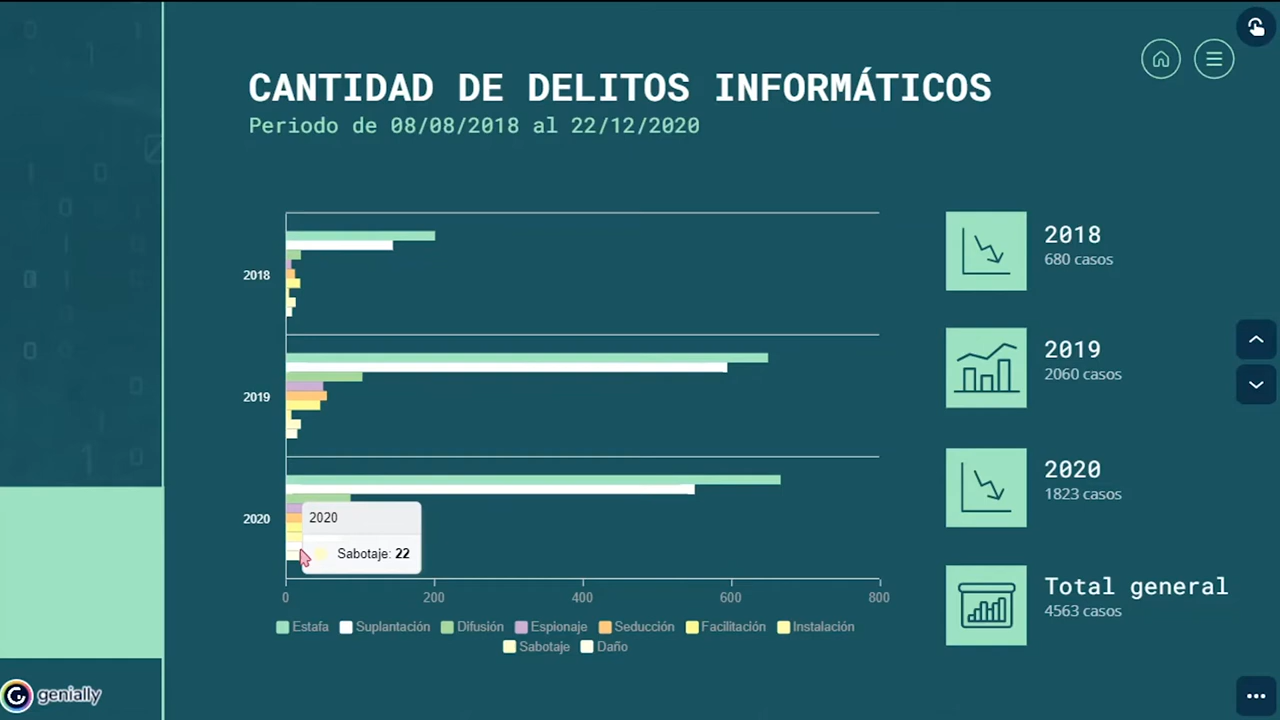 CANTIDAD DE DELITOS INFORMÁTICOS
Periodo de 08/08/2018 al 22/12/2020
2018
2019
2020
2020
Sabotaje: 22
0 200 400 600 800
Estafa Suplantación Difusión Espionaje Seducción Facilitación Instalación
Sabotaje Daño
2018
680 casos
2019
2060 casos
2020
1823 casos
Total general
4563 casos
genially